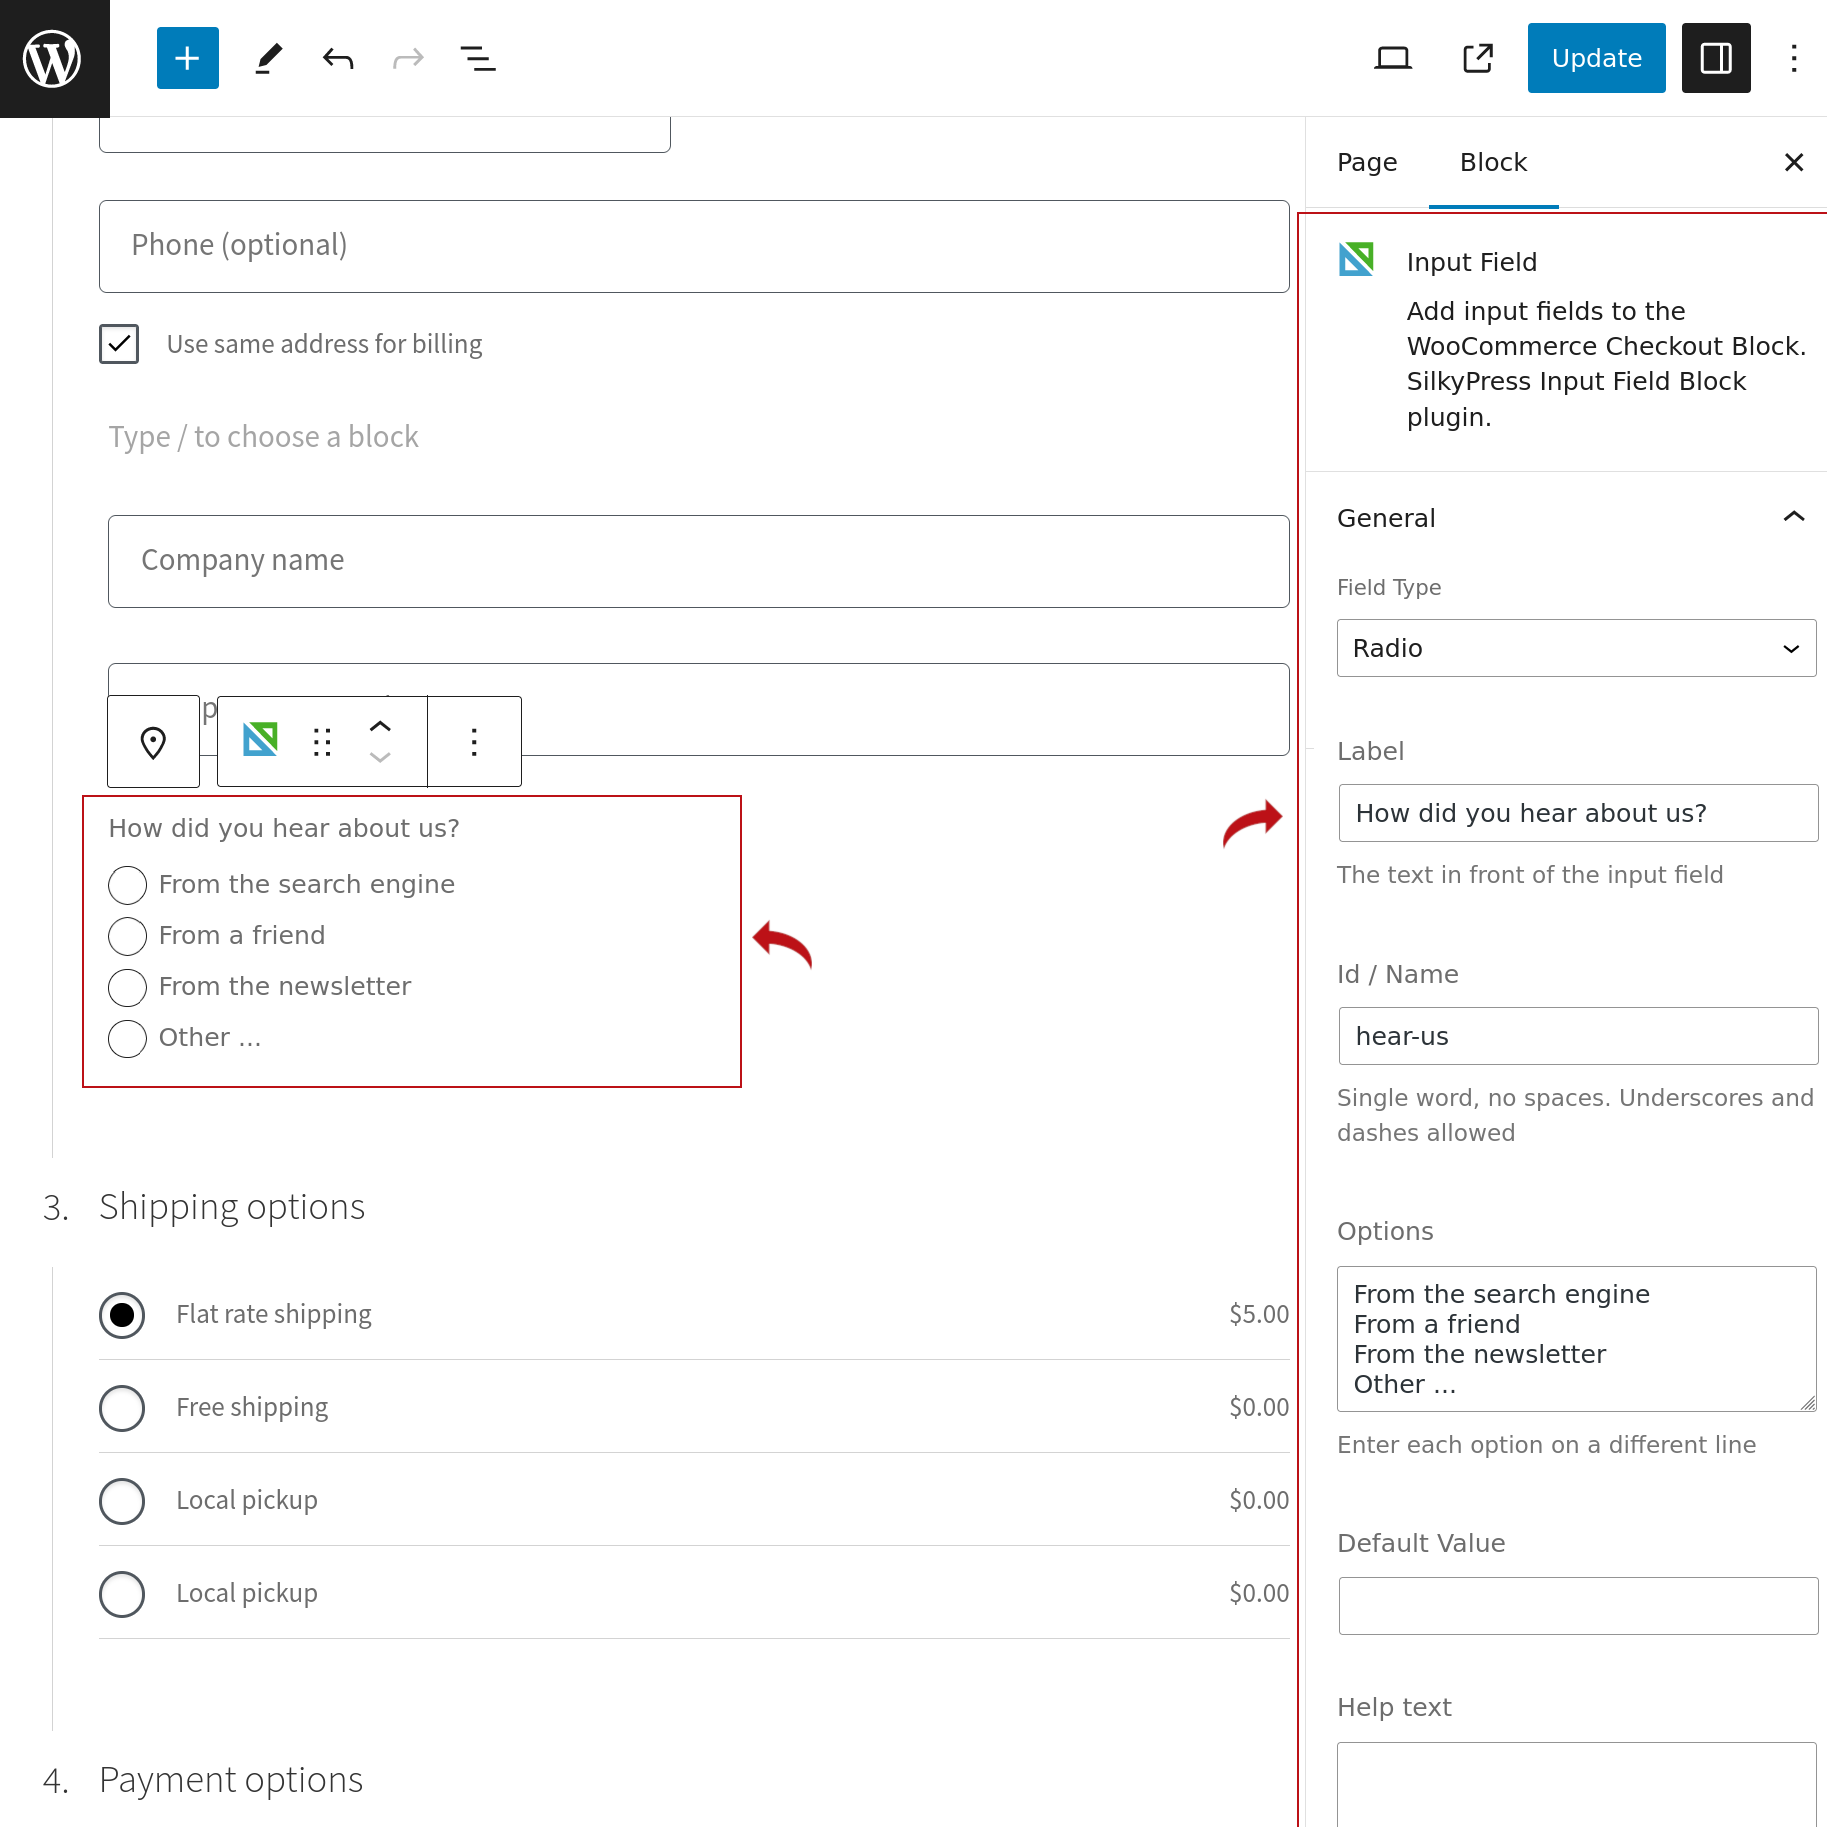 Update
Phone (optional)
Use same address for billing
Type / to choose a block
Company name
How did you hear about us?
From the search engine
From a friend
From the newsletter
Other ...
3. Shipping options
Flat rate shipping $5.00
Free shipping $0.00
Local pickup $0.00
Local pickup $0.00
4. Payment options
Page Block
Input Field
Add input fields to the
WooCommerce Checkout Block.
SilkyPress Input Field Block
plugin.
General
Field Type
Radio
Label
How did you hear about us?
The text in front of the input field
Id / Name
hear-us
Single word, no spaces. Underscores and
dashes allowed
Options
From the search engine
From a friend
From the newsletter
Other ...
Enter each option on a different line
Default Value
Help text